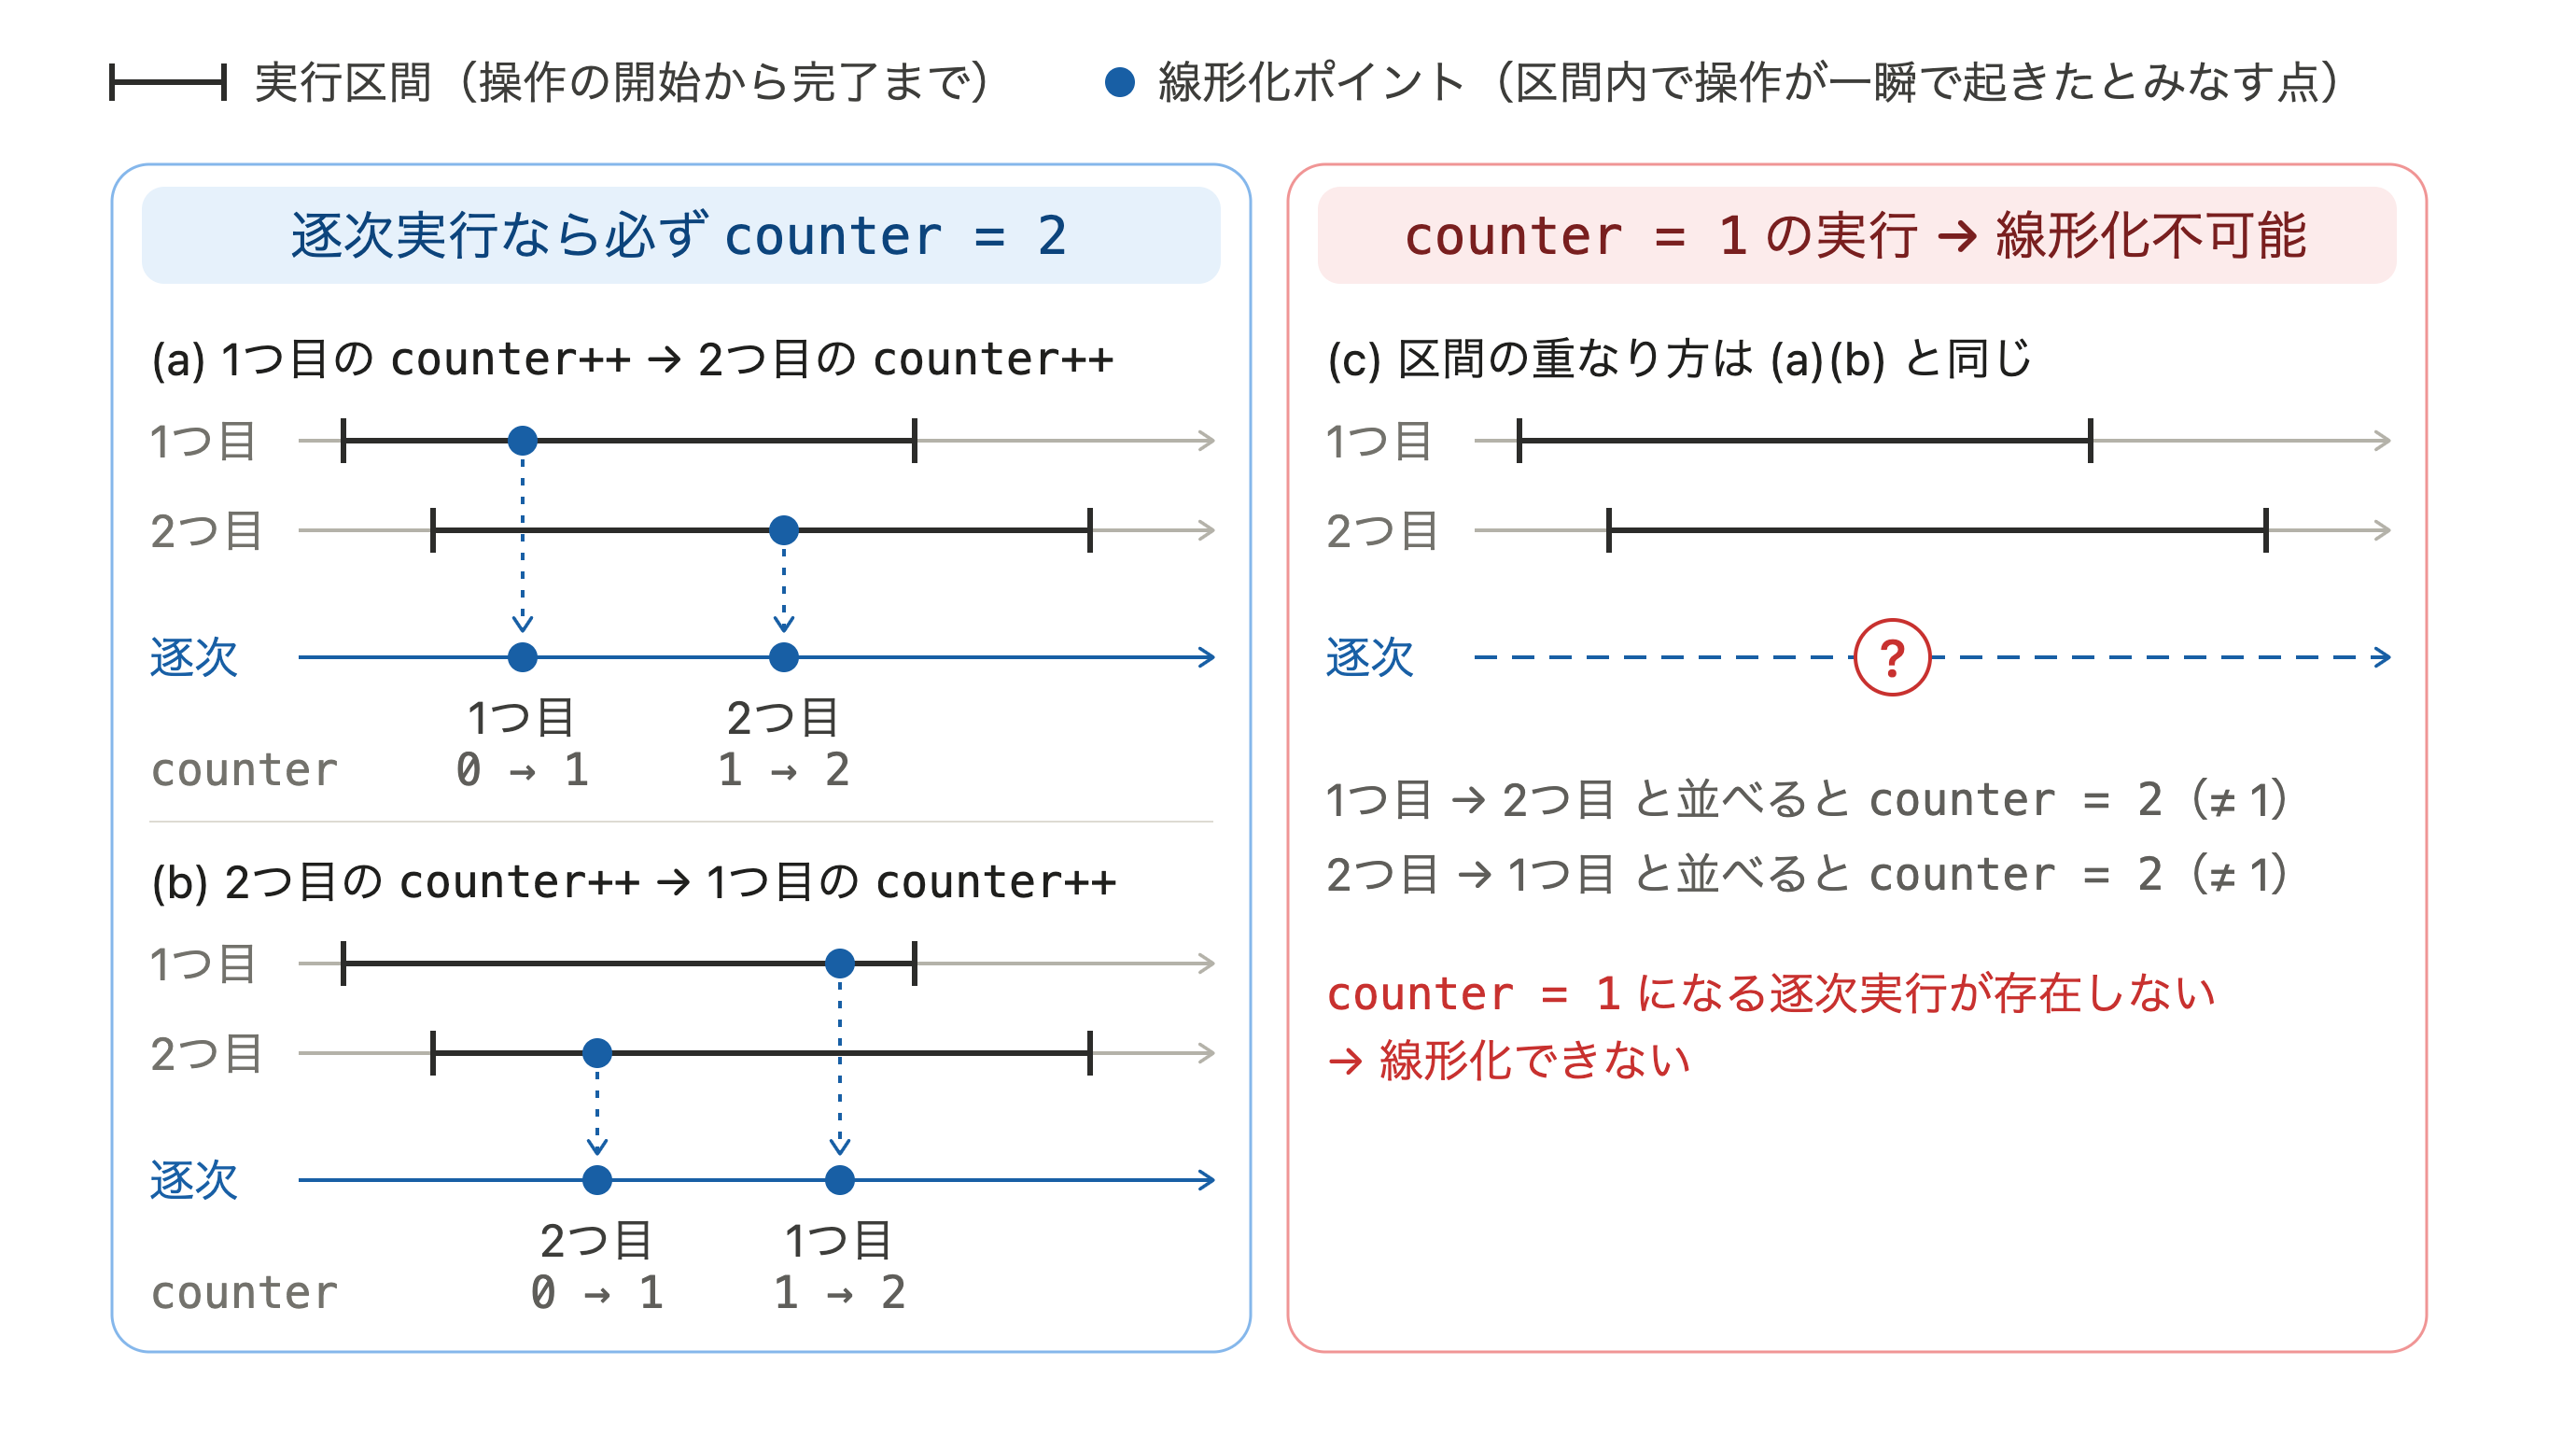 実行区間（操作の開始から完了まで）
線形化ポイント（区間内で操作が一瞬で起きたとみなす点）
逐次実行なら必ず counter = 2
(a) 1つ目の counter++ → 2つ目の counter++
1つ目
2つ目
逐次
1つ目 2つ目
counter 0 → 1 1 → 2
(b) 2つ目の counter++ → 1つ目の counter++
1つ目
2つ目
逐次
2つ目 1つ目
counter 0 → 1 1 → 2
counter = 1 の実行 → 線形化不可能
(c) 区間の重なり方は (a)(b) と同じ
1つ目
2つ目
逐次 ?
1つ目 → 2つ目 と並べると counter = 2（≠ 1）
2つ目 → 1つ目 と並べると counter = 2（≠ 1）
counter = 1 になる逐次実行が存在しない
→ 線形化できない